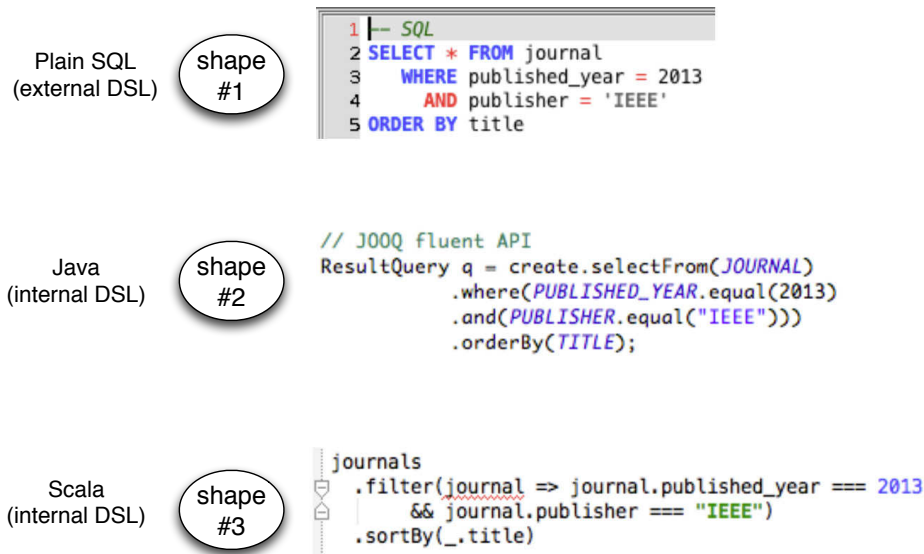 Plain SQL
(external DSL)
shape
#1
1 -- SQL
2 SELECT * FROM journal
3 WHERE published_year = 2013
4 AND publisher = 'IEEE'
5 ORDER BY title
Java
(internal DSL)
shape
#2
// JOOQ fluent API
ResultQuery q = create.selectFrom(JOURNAL)
.where(PUBLISHED_YEAR.equal(2013)
.and(PUBLISHER.equal("IEEE")))
.orderBy(TITLE);
Scala
(internal DSL)
shape
#3
journals
.filter(journal => journal.published_year === 2013
&& journal.publisher === "IEEE")
.sortBy(_.title)